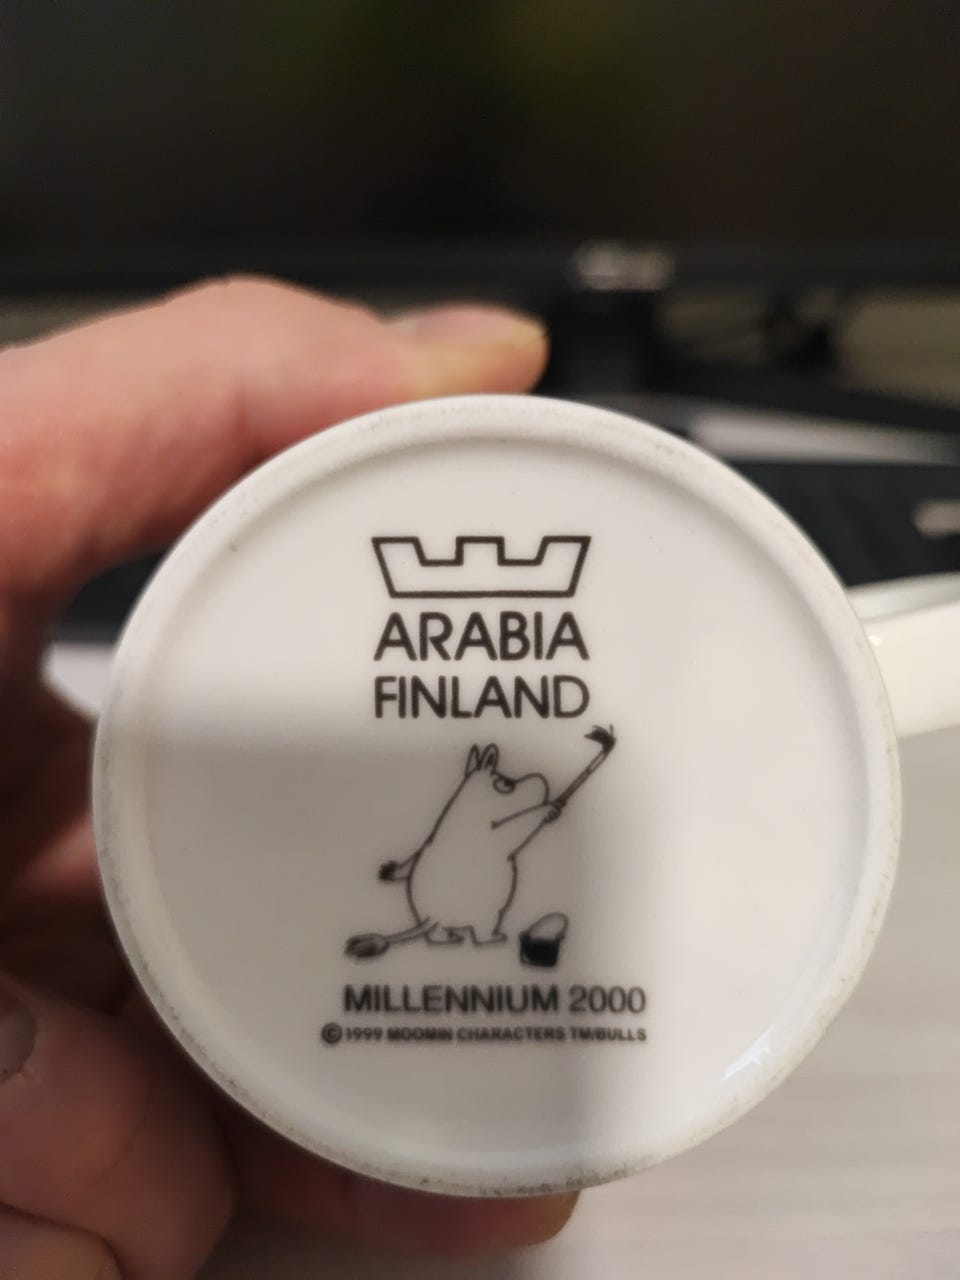 ARABIA
FINLAND
MILLENNIUM 2000
©1999 MOOMIN CHARACTERS TM/BULLS